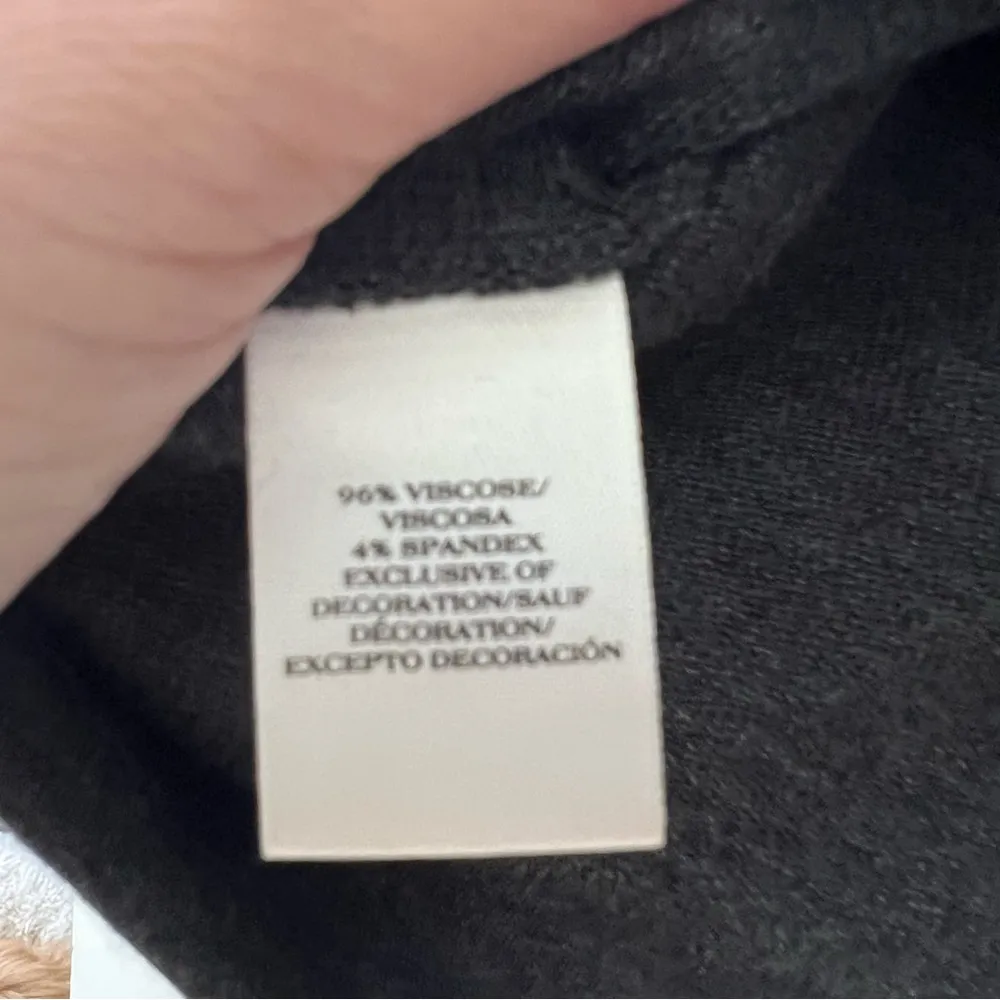 96% VISCOSE/
VISCOSA
4% SPANDEX
EXCLUSIVE OF
DECORATION/SAUF
DÉCORATION/
EXCEPTO DECORACIÓN